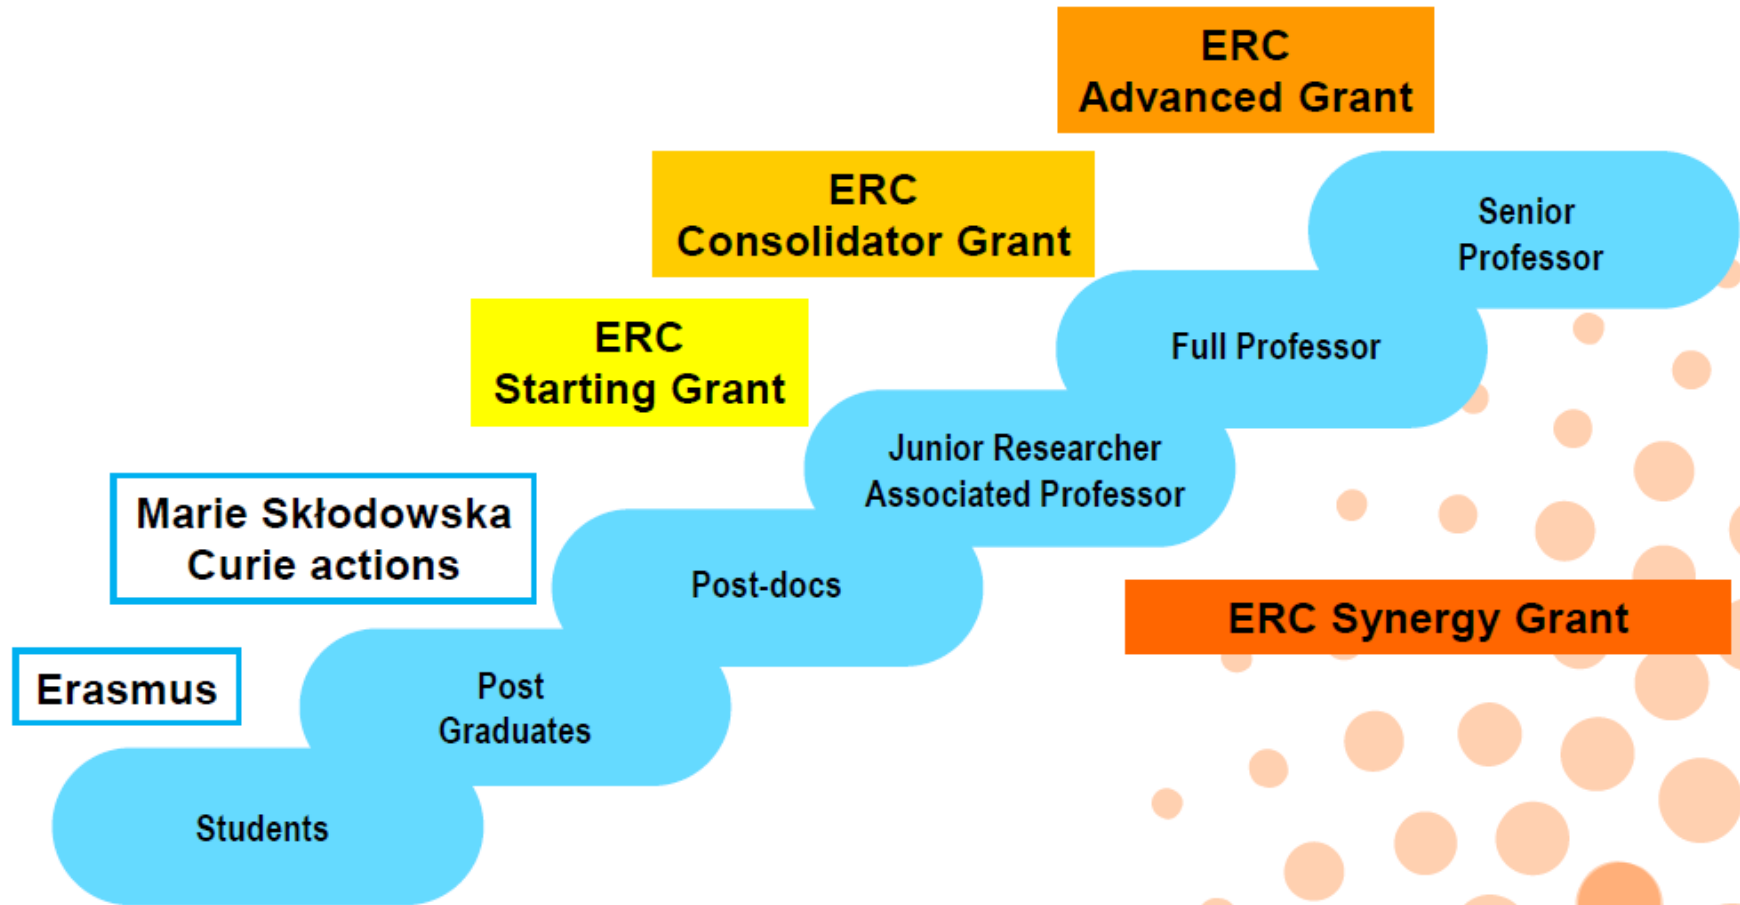 ERC
Advanced Grant
ERC
Consolidator Grant
Senior
Professor
ERC
Starting Grant
Full Professor
Junior Researcher
Associated Professor
Marie Skłodowska
Curie actions
Post-docs
ERC Synergy Grant
Erasmus
Post
Graduates
Students